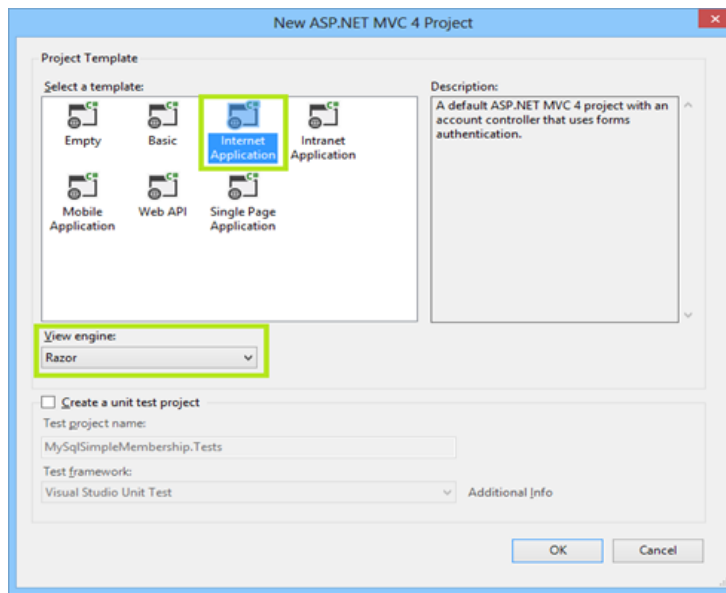 New ASP.NET MVC 4 Project
Project Template
Select a template:
Empty
Basic
Internet
Application
Intranet
Application
Mobile
Application
Web API
Single Page
Application
Description:
A default ASP.NET MVC 4 project with an
account controller that uses forms
authentication.
View engine:
Razor
Create a unit test project
Test project name:
MySqlSimpleMembership.Tests
Test framework:
Visual Studio Unit Test
Additional Info
OK
Cancel